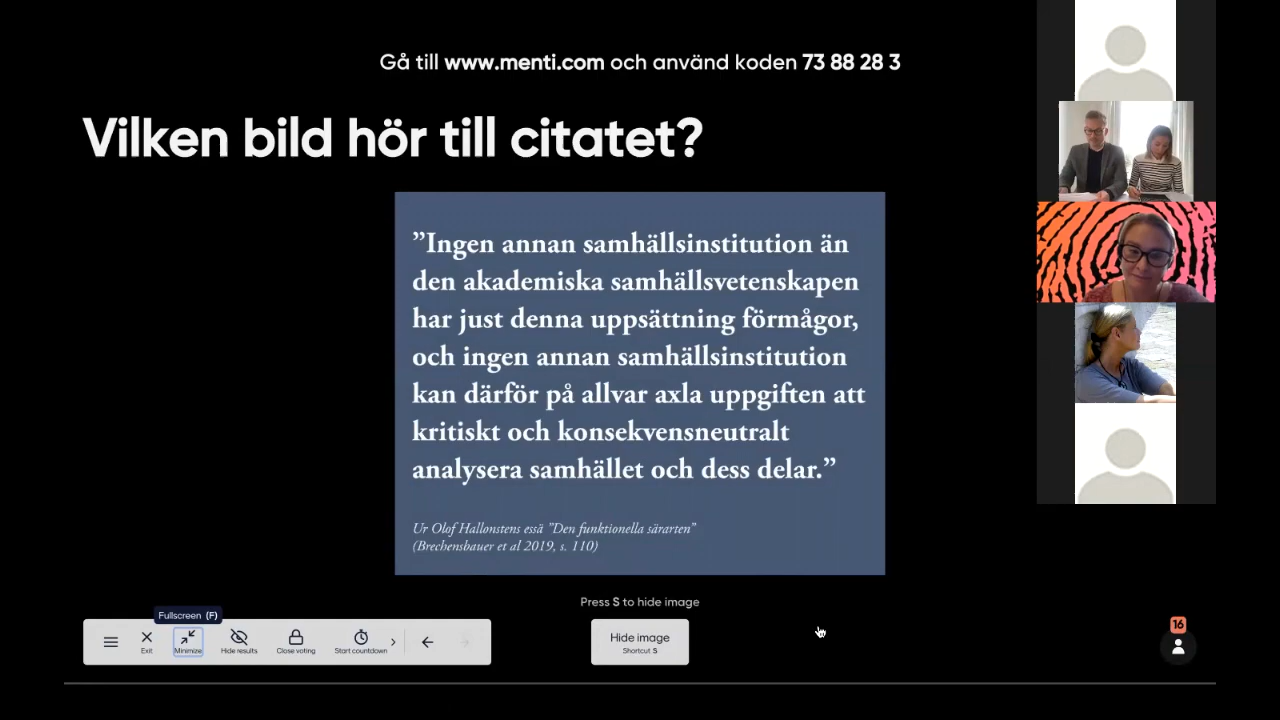 Gå till www.menti.com och använd koden 73 88 28 3
Vilken bild hör till citatet?
”Ingen annan samhällsinstitution än
den akademiska samhällsvetenskapen
har just denna uppsättning förmågor,
och ingen annan samhällsinstitution
kan därför på allvar axla uppgiften att
kritiskt och konsekvensneutralt
analysera samhället och dess delar.”
Ur Olof Hallonstens essä ”Den funktionella särarten”
(Brechensbauer et al 2019, s. 110)
Press S to hide image
Fullscreen (F)
Exit
Minimize
Hide results
Close voting
Start countdown
Hide image
Shortcut S
16